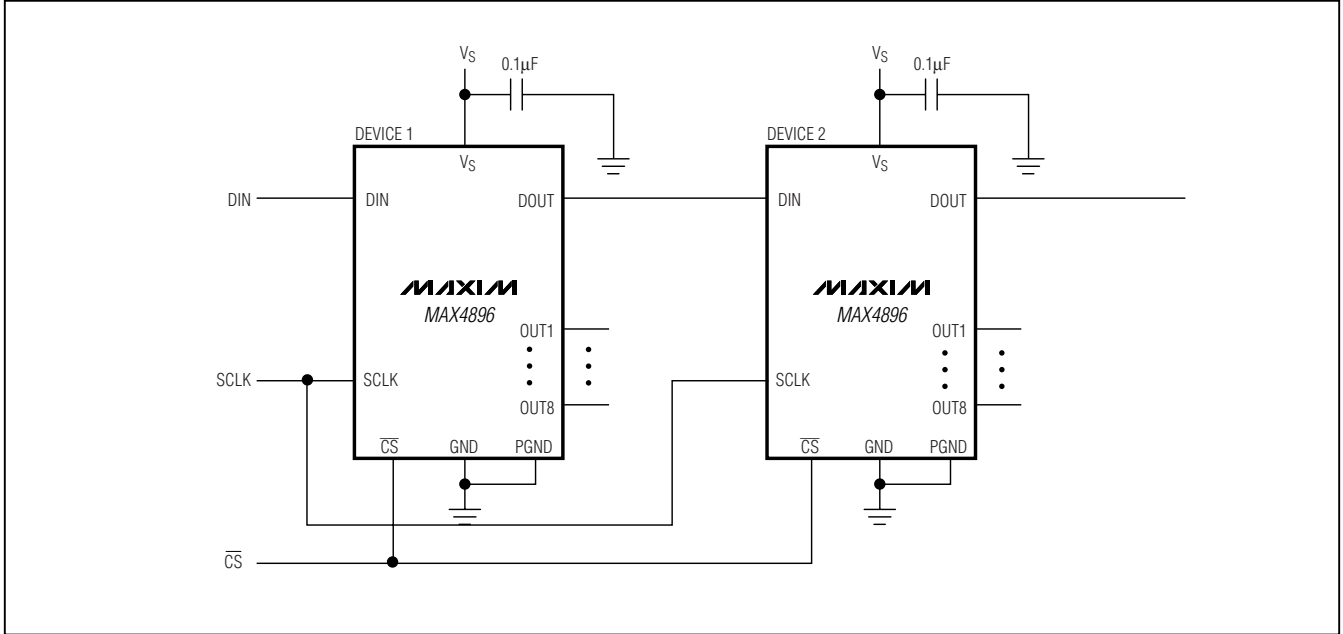 VS
0.1µF
VS
0.1µF
DEVICE 1
DEVICE 2
VS
VS
DIN
DIN
DOUT
DIN
DOUT
MAXIM
MAX4896
MAXIM
MAX4896
OUT1
OUT1
SCLK
SCLK
SCLK
OUT8
OUT8
CS
GND
PGND
CS
GND
PGND
CS